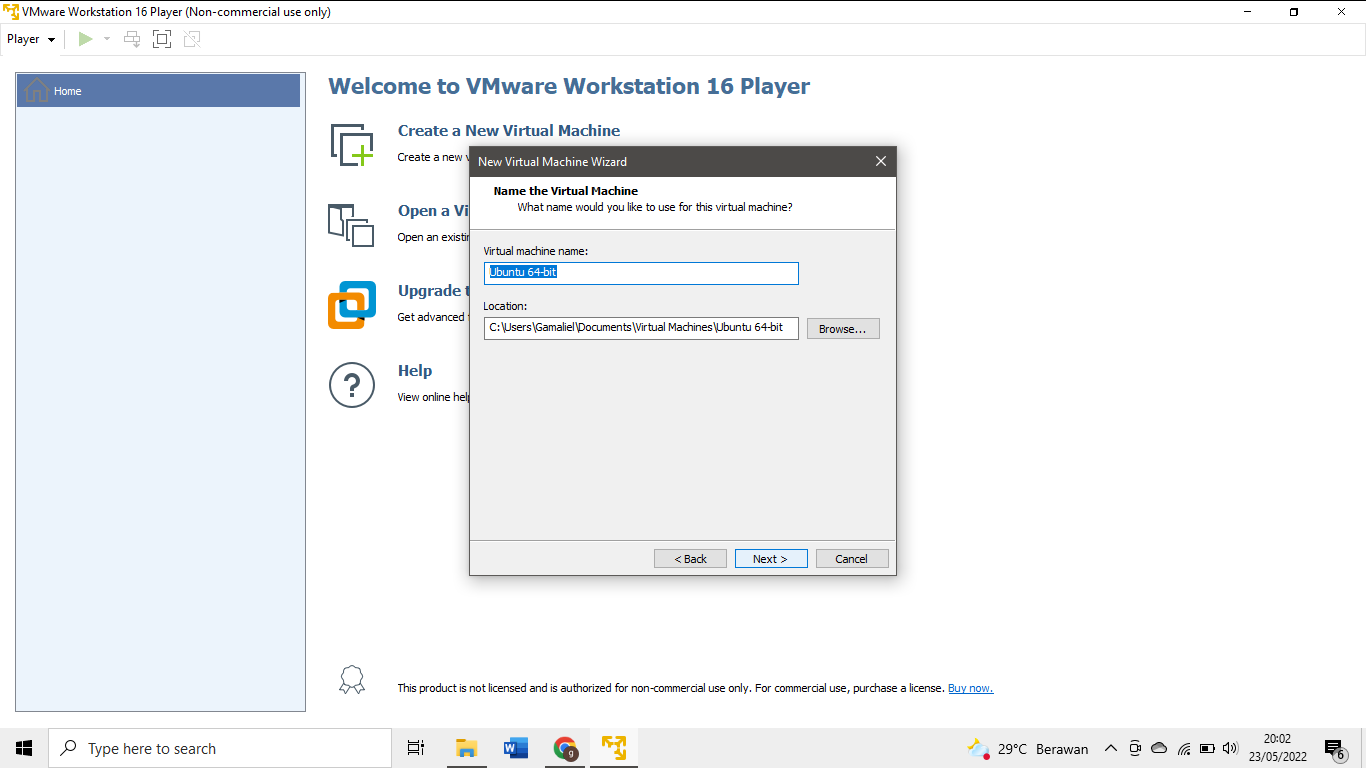 VMware Workstation 16 Player (Non-commercial use only)
Player
Home
Welcome to VMware Workstation 16 Player
Create a New Virtual Machine
Create a new v
Open a Vi
Open an existin
Upgrade t
Get advanced f
Help
View online help
New Virtual Machine Wizard
Name the Virtual Machine
What name would you like to use for this virtual machine?
Virtual machine name:
Ubuntu 64-bit
Location:
C:\Users\Gamaliel\Documents\Virtual Machines\Ubuntu 64-bit
Browse...
< Back
Next >
Cancel
This product is not licensed and is authorized for non-commercial use only. For commercial use, purchase a license. Buy now.
Type here to search
29°C Berawan
20:02
23/05/2022
6